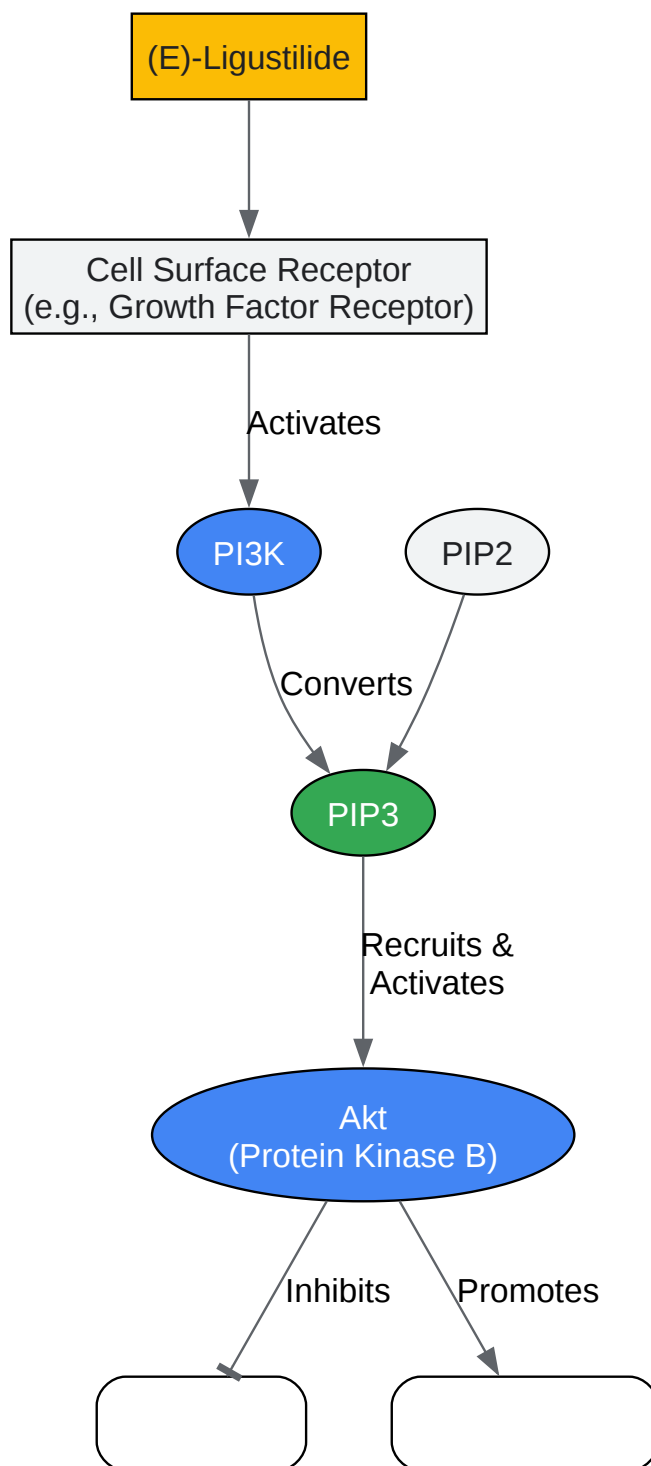 (E)-Ligustilide
Cell Surface Receptor
(e.g., Growth Factor Receptor)
Activates
PI3K
PIP2
Converts
PIP3
Recruits &
Activates
Akt
(Protein Kinase B)
Inhibits
Promotes